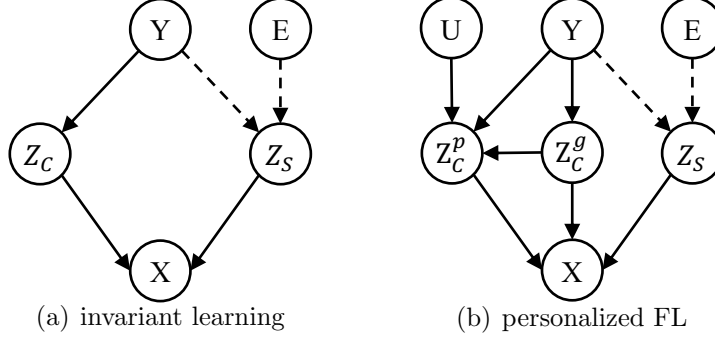 Y E U Y E
Z_C Z_S Z_C^p Z_C^g Z_S
X X
(a) invariant learning (b) personalized FL